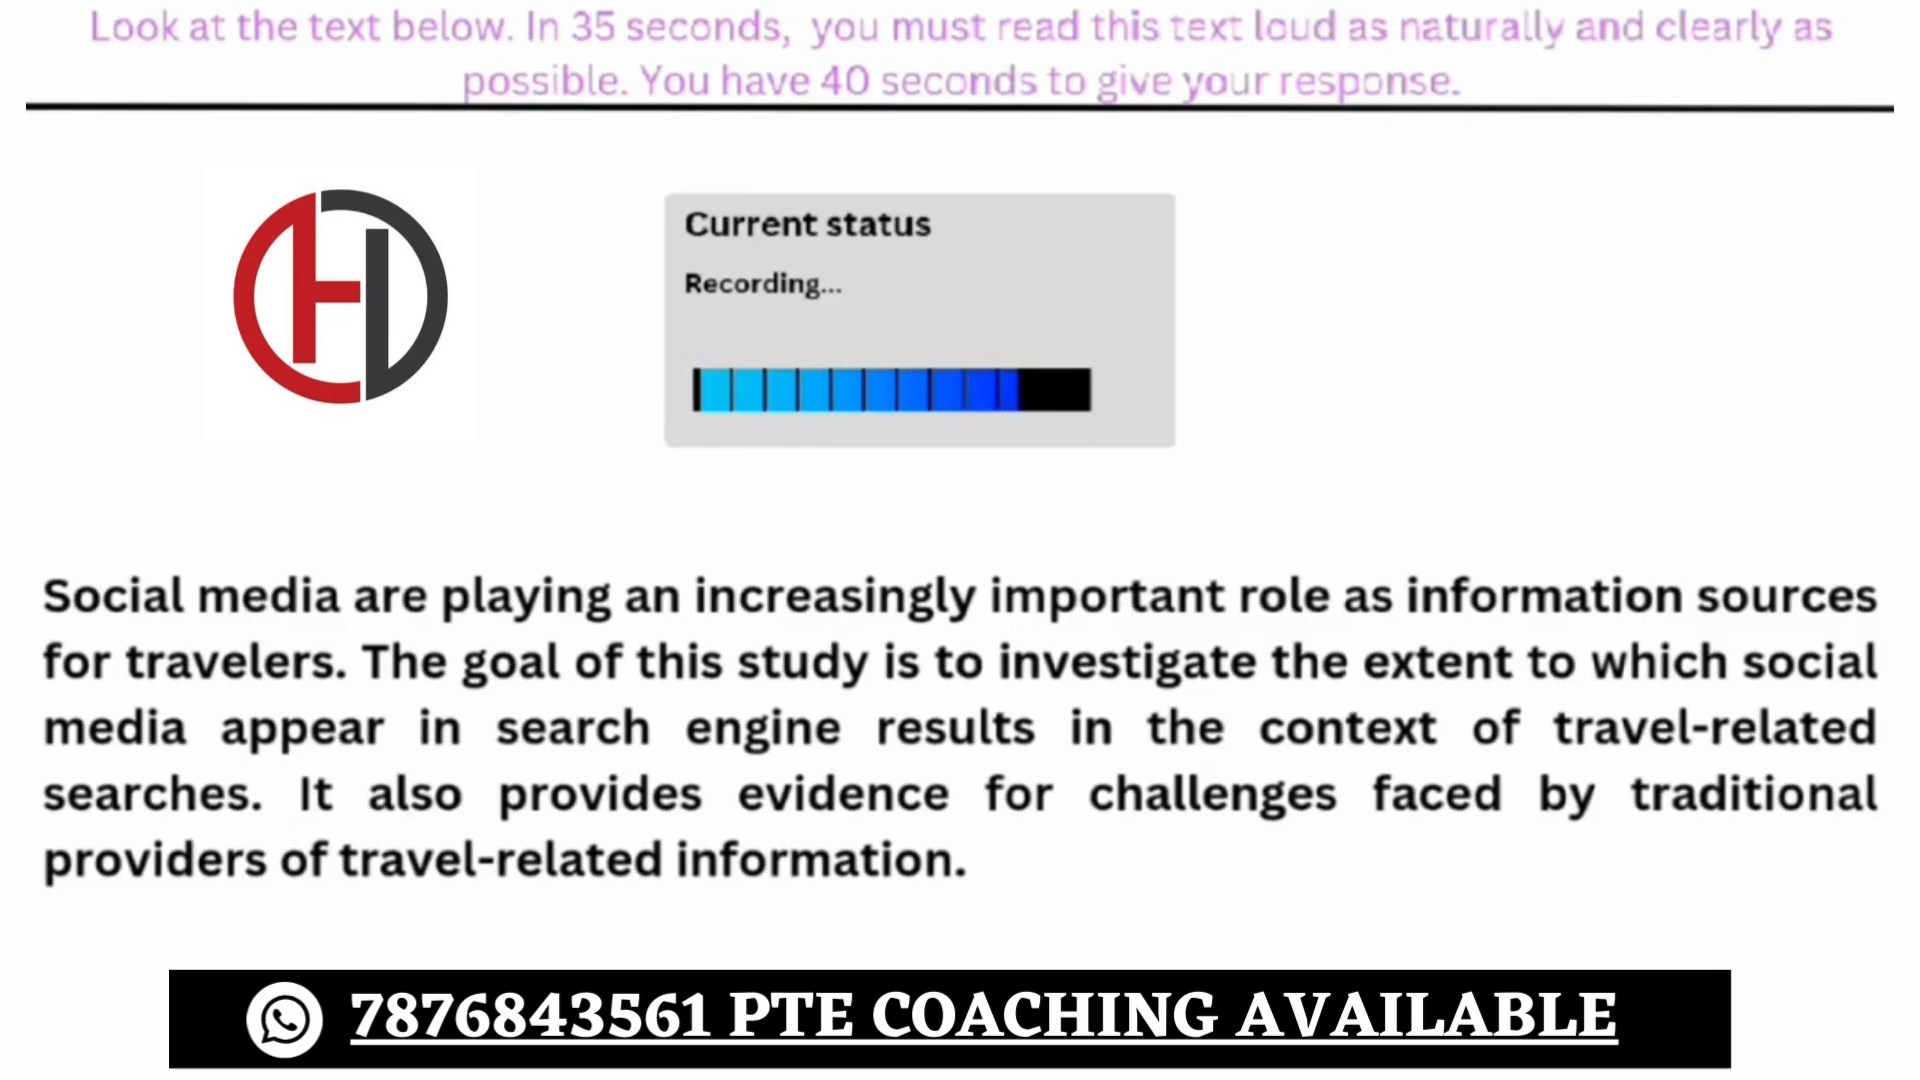 Look at the text below. In 35 seconds, you must read this text loud as naturally and clearly as
possible. You have 40 seconds to give your response.
Current status
Recording...
Social media are playing an increasingly important role as information sources
for travelers. The goal of this study is to investigate the extent to which social
media appear in search engine results in the context of travel-related
searches. It also provides evidence for challenges faced by traditional
providers of travel-related information.
7876843561 PTE COACHING AVAILABLE